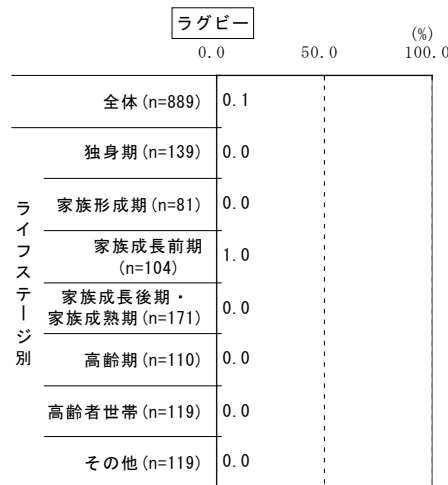 ラグビー
(%)
0.0 50.0 100.0
全体(n=889) 0.1
ライフステージ別
独身期(n=139) 0.0
家族形成期(n=81) 0.0
家族成長前期
(n=104) 1.0
家族成長後期・
家族成熟期(n=171) 0.0
高齢期(n=110) 0.0
高齢者世帯(n=119) 0.0
その他(n=119) 0.0